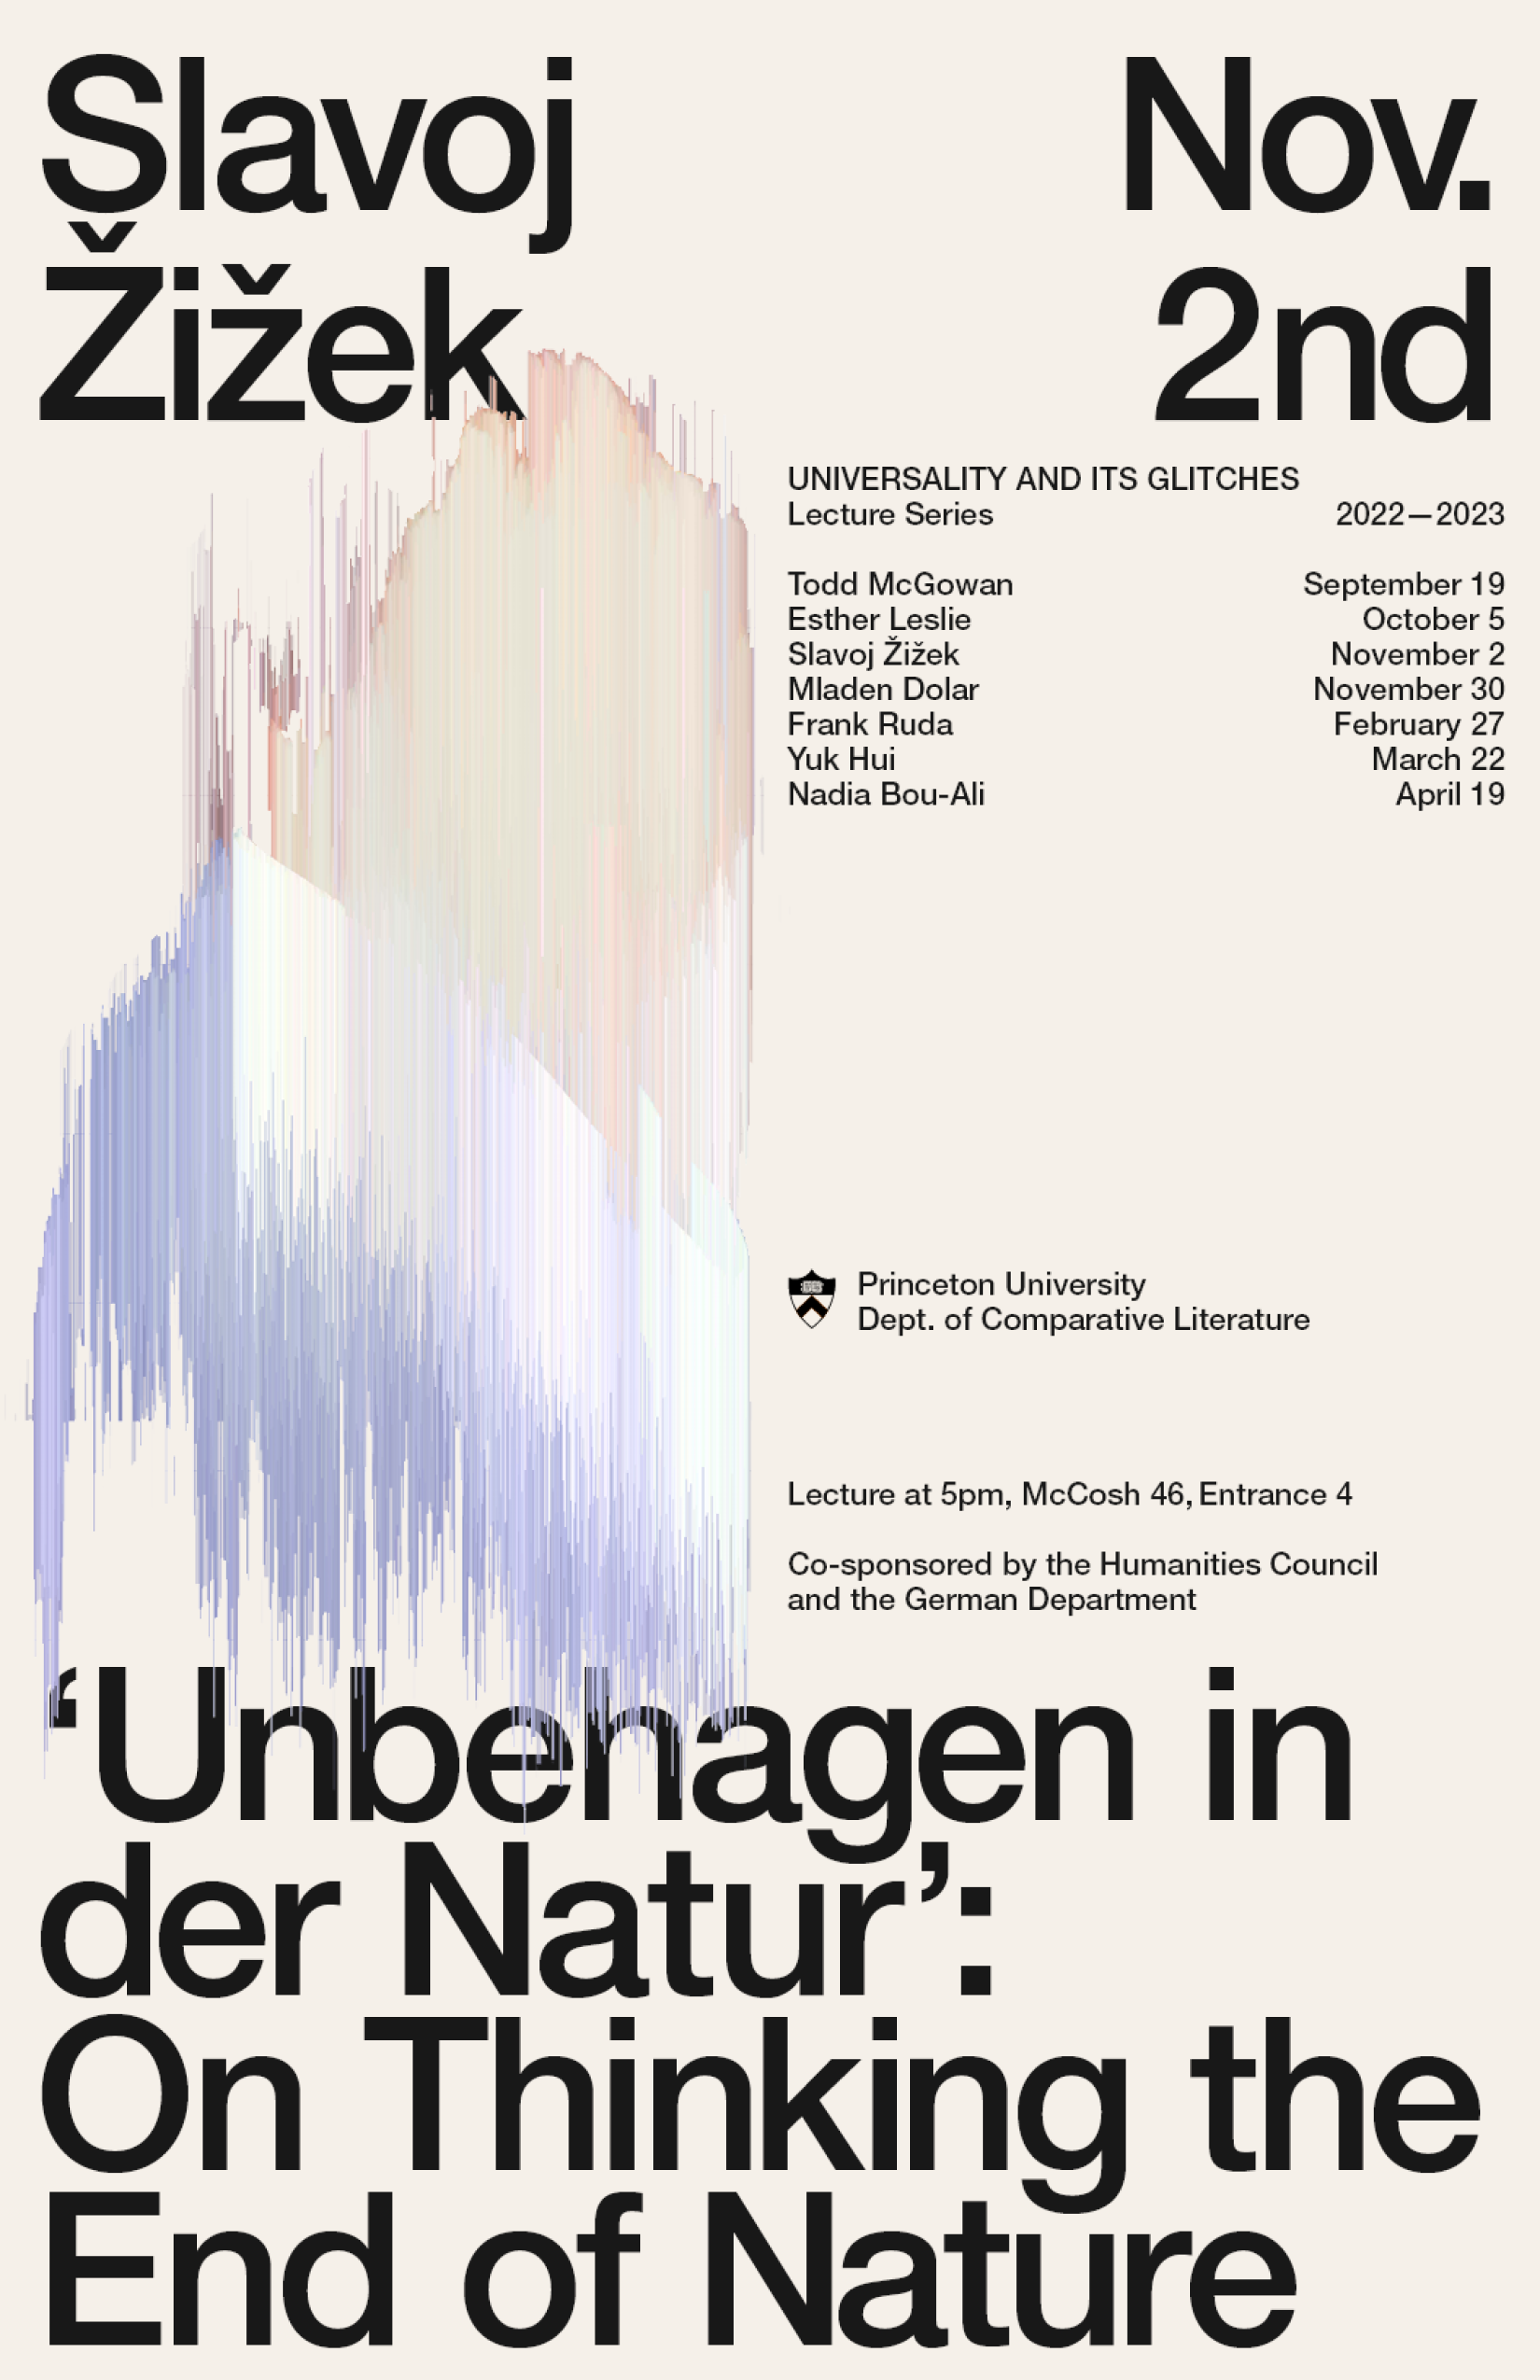 Slavoj
Žižek
Nov.
2nd
UNIVERSALITY AND ITS GLITCHES
Lecture Series 2022—2023
Todd McGowan September 19
Esther Leslie October 5
Slavoj Žižek November 2
Mladen Dolar November 30
Frank Ruda February 27
Yuk Hui March 22
Nadia Bou-Ali April 19
Princeton University
Dept. of Comparative Literature
Lecture at 5pm, McCosh 46, Entrance 4
Co-sponsored by the Humanities Council
and the German Department
‘Unbehagen in
der Natur’:
On Thinking the
End of Nature